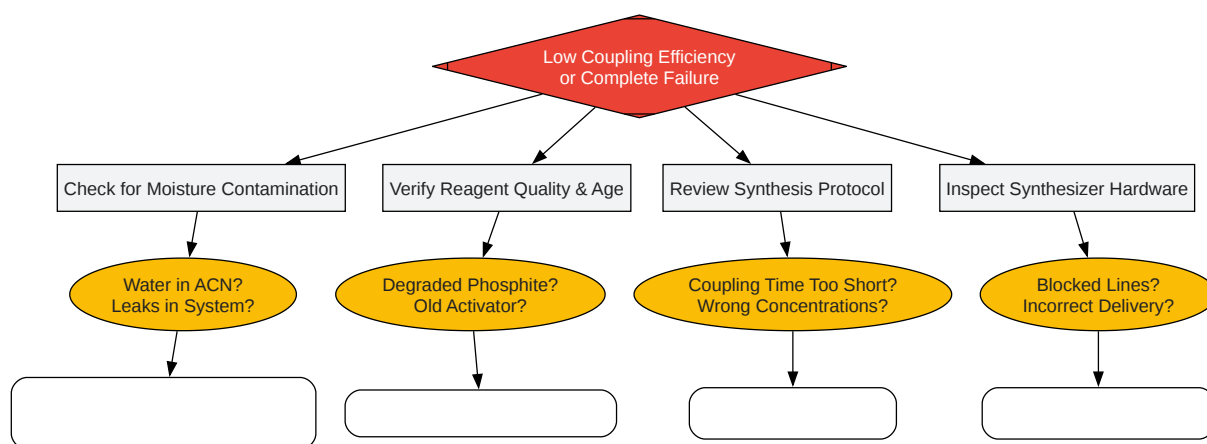 Low Coupling Efficiency
or Complete Failure
Check for Moisture Contamination
Verify Reagent Quality & Age
Review Synthesis Protocol
Inspect Synthesizer Hardware
Water in ACN?
Leaks in System?
Degraded Phosphite?
Old Activator?
Coupling Time Too Short?
Wrong Concentrations?
Blocked Lines?
Incorrect Delivery?